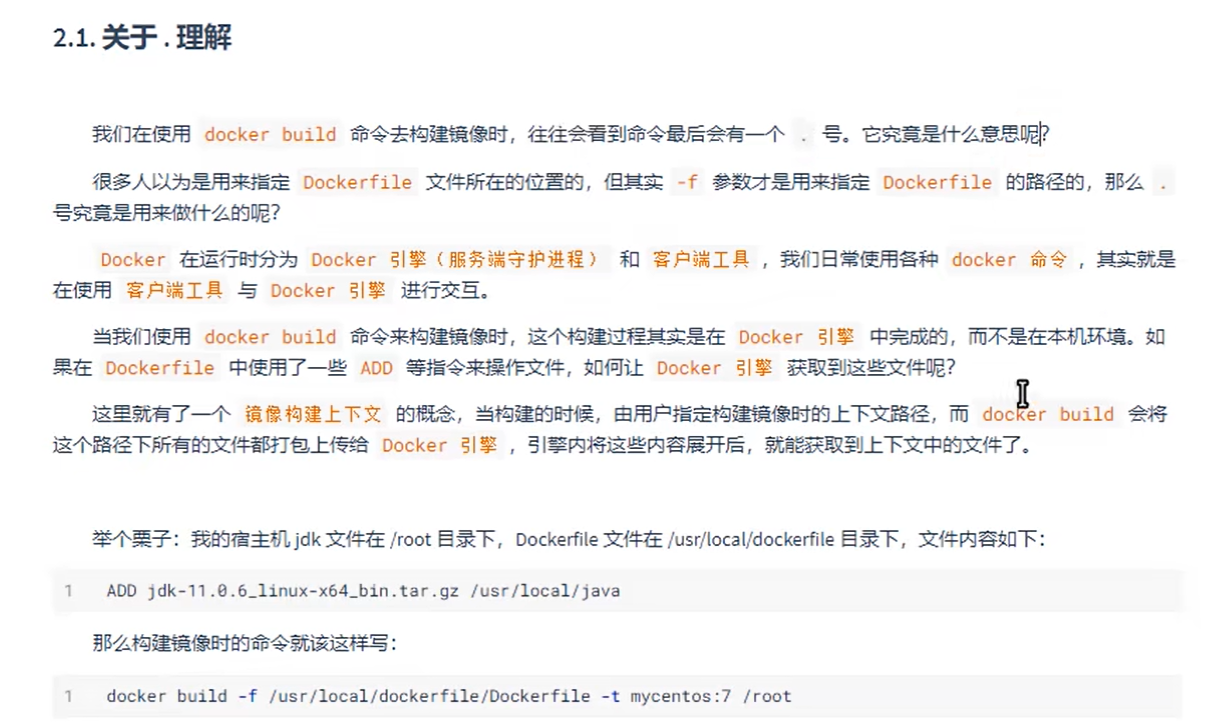 2.1. 关于 . 理解
我们在使用 docker build 命令去构建镜像时，往往会看到命令最后会有一个 . 号。它究竟是什么意思呢？
很多人以为是用来指定 Dockerfile 文件所在的位置的，但其实 -f 参数才是用来指定 Dockerfile 的路径的，那么 .
号究竟是用来做什么的呢？
Docker 在运行时分为 Docker 引擎（服务端守护进程） 和 客户端工具 ，我们日常使用各种 docker 命令 ，其实就是
在使用 客户端工具 与 Docker 引擎 进行交互。
当我们使用 docker build 命令来构建镜像时，这个构建过程其实是在 Docker 引擎 中完成的，而不是在本机环境。如
果在 Dockerfile 中使用了一些 ADD 等指令来操作文件，如何让 Docker 引擎 获取到这些文件呢？
这里就有了一个 镜像构建上下文 的概念，当构建的时候，由用户指定构建镜像时的上下文路径，而 docker build 会将
这个路径下所有的文件都打包上传给 Docker 引擎 ，引擎内将这些内容展开后，就能获取到上下文中的文件了。
举个栗子：我的宿主机 jdk 文件在 /root 目录下，Dockerfile 文件在 /usr/local/dockerfile 目录下，文件内容如下：
1 ADD jdk-11.0.6_linux-x64_bin.tar.gz /usr/local/java
那么构建镜像时的命令就该这样写：
1 docker build -f /usr/local/dockerfile/Dockerfile -t mycentos:7 /root